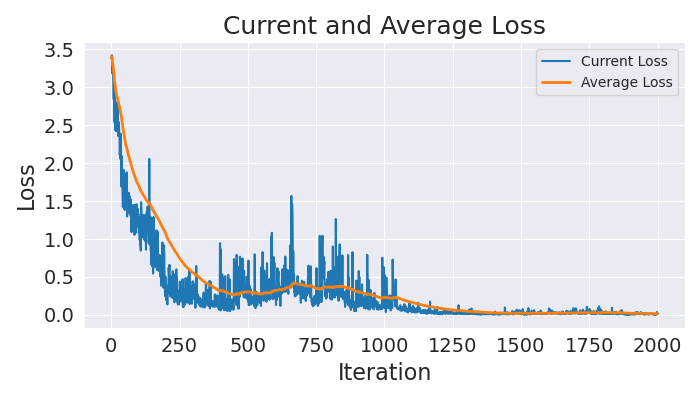 Current and Average Loss
Current Loss
Average Loss
Loss
3.5
3.0
2.5
2.0
1.5
1.0
0.5
0.0
0 250 500 750 1000 1250 1500 1750 2000
Iteration